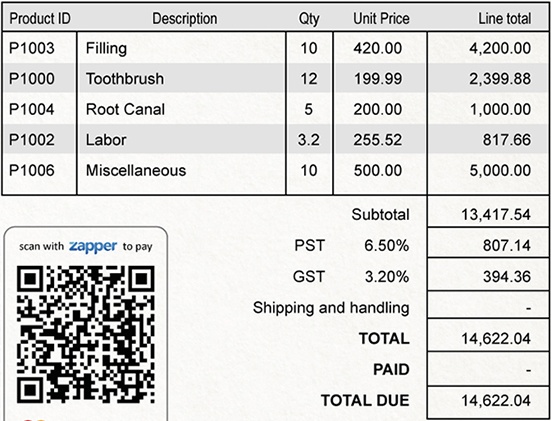 Product ID Description Qty Unit Price Line total
P1003 Filling 10 420.00 4,200.00
P1000 Toothbrush 12 199.99 2,399.88
P1004 Root Canal 5 200.00 1,000.00
P1002 Labor 3.2 255.52 817.66
P1006 Miscellaneous 10 500.00 5,000.00
Subtotal 13,417.54
scan with zapper to pay
PST 6.50% 807.14
GST 3.20% 394.36
Shipping and handling -
TOTAL 14,622.04
PAID -
TOTAL DUE 14,622.04